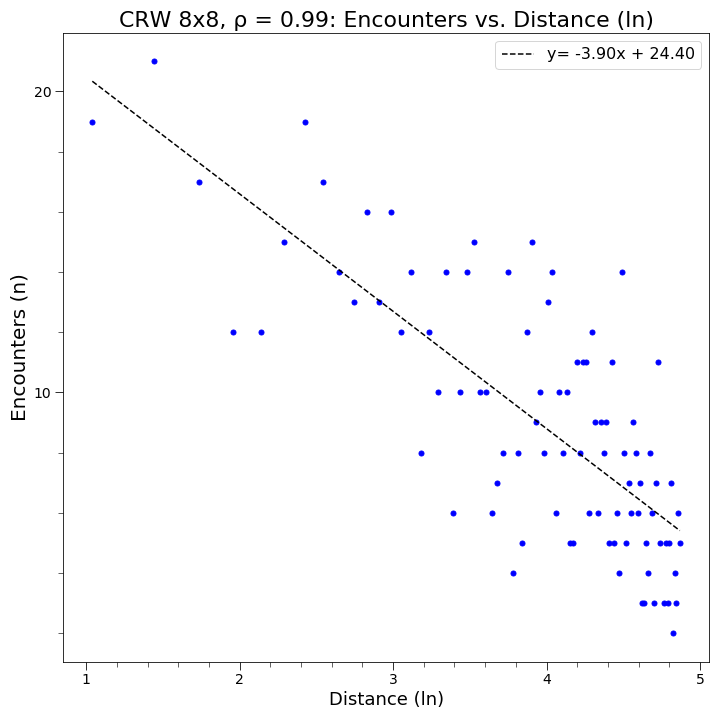 CRW 8x8, ρ = 0.99: Encounters vs. Distance (ln)
y= -3.90x + 24.40
Encounters (n)
20
10
1 2 3 4 5
Distance (ln)